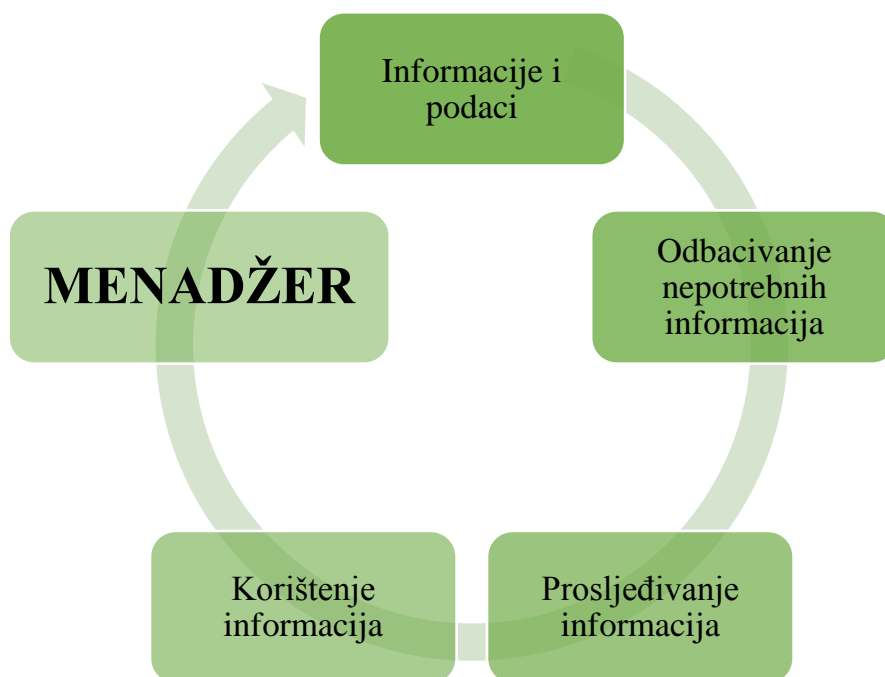 Informacije i
podaci
Odbacivanje
nepotrebnih
informacija
Prosljeđivanje
informacija
Korištenje
informacija
MENADŽER